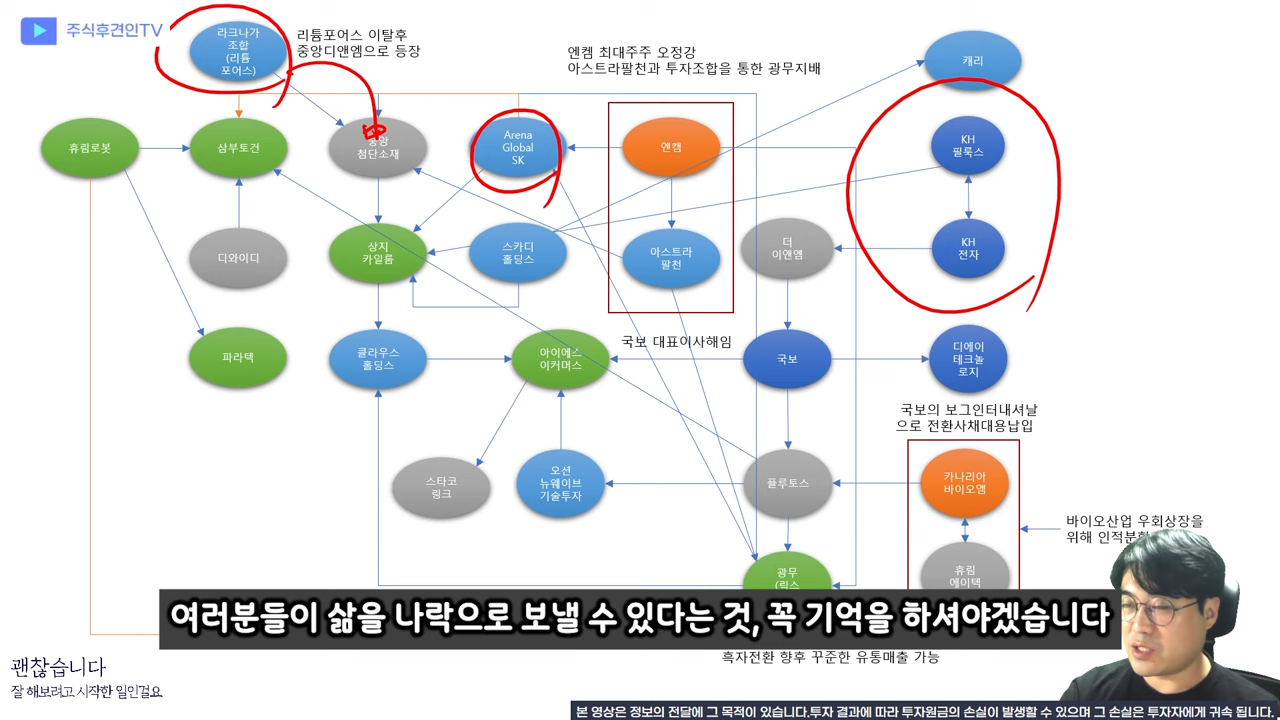 주식후견인TV
라크나가
조합
(리튬
포어스)
리튬포어스 이탈후
중앙디앤엠으로 등장
엔켐 최대주주 오정강
아스트라팔천과 투자조합을 통한 광무지배
캐리
휴림로봇
삼부토건
중앙
첨단소재
Arena
Global
SK
엔캠
KH
필룩스
디와이디
상지
카일룸
스카디
홀딩스
아스트라
팔천
더
이앤엠
KH
전자
국보 대표이사해임
파라텍
클라우스
홀딩스
아이에스
이커머스
국보
디에이
테크놀
로지
국보의 보그인터내셔날
으로 전환사채대용납입
스타코
링크
오션
뉴웨이브
기술투자
플루토스
카나리아
바이오엠
바이오산업 우회상장을
위해 인적분할
휴림
에이텍
광무
(릭스
여러분들이 삶을 나락으로 보낼 수 있다는 것, 꼭 기억을 하셔야겠습니다
흑자전환 향후 꾸준한 유통매출 가능
괜찮습니다
잘 해보려고 시작한 일인걸요
본 영상은 정보의 전달에 그 목적이 있습니다.투자 결과에 따라 투자원금의 손실이 발생할 수 있으며 그 손실은 투자자에게 귀속 됩니다.